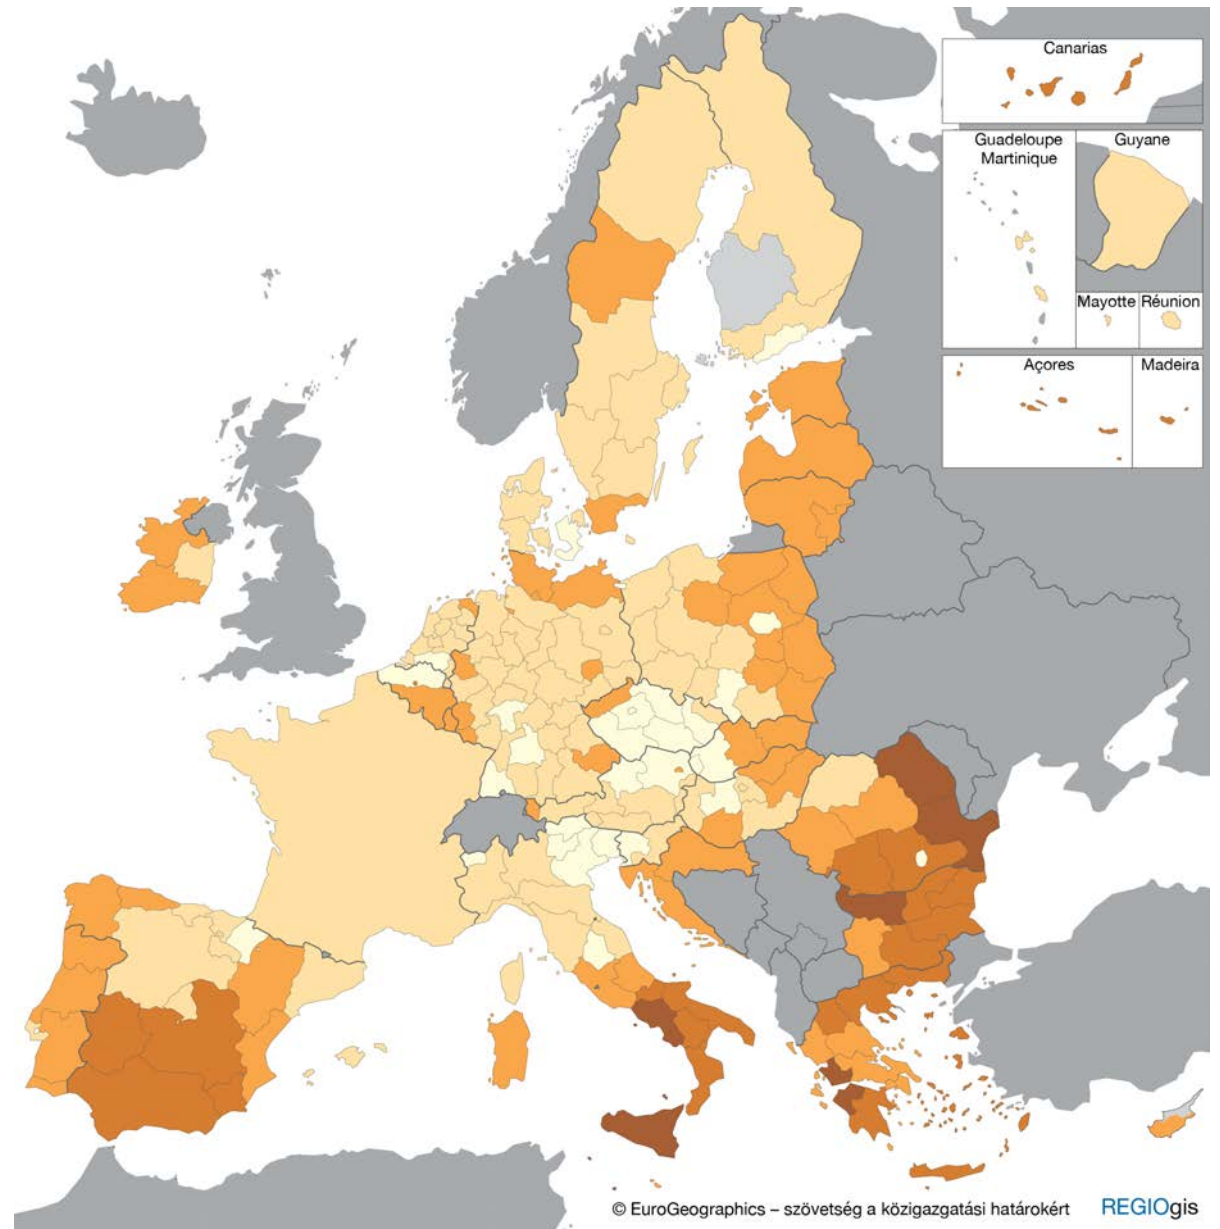 Canarias
Guadeloupe
Martinique
Guyane
Mayotte
Réunion
Açores
Madeira
© EuroGeographics – szövetség a közigazgatási határokért
REGIOgis